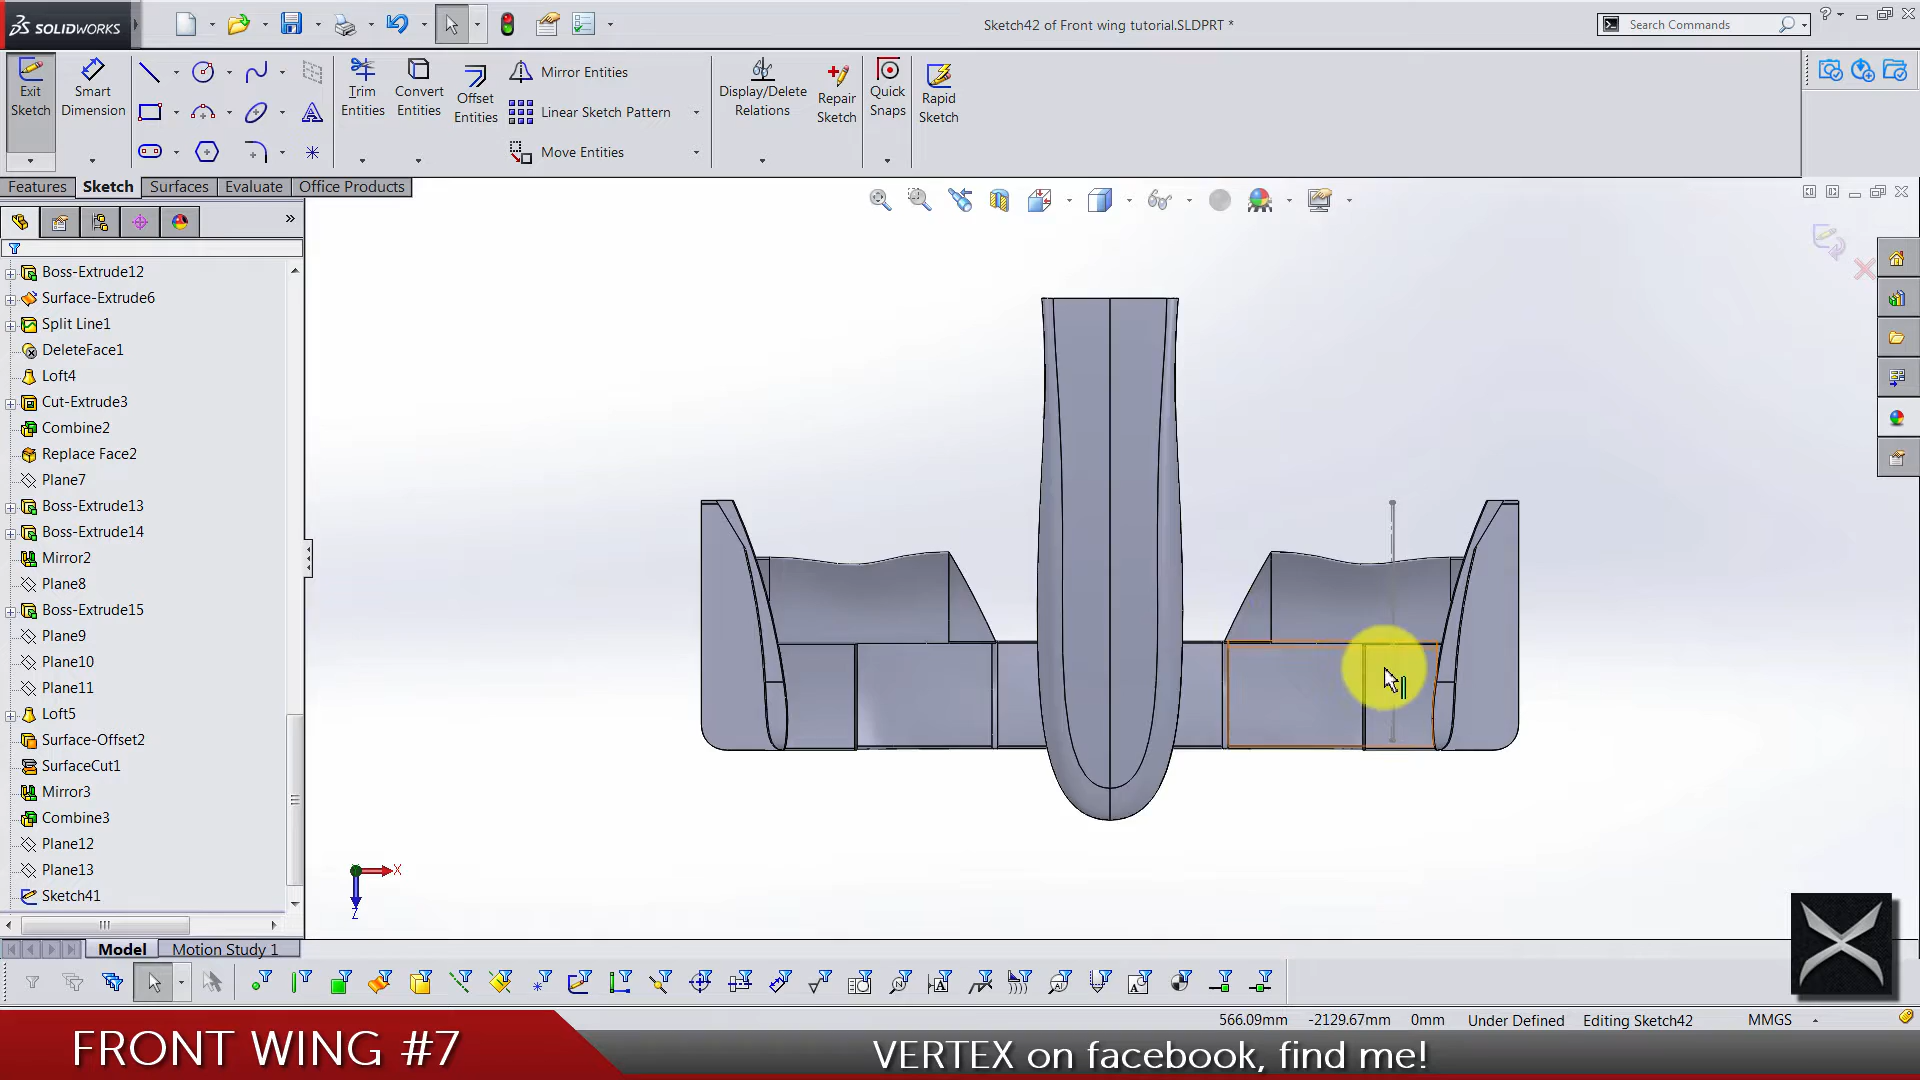 SOLIDWORKS
Sketch42 of Front wing tutorial.SLDPRT *
Search Commands
Exit Sketch
Smart Dimension
Trim Entities
Convert Entities
Offset Entities
Mirror Entities
Linear Sketch Pattern
Move Entities
Display/Delete Relations
Repair Sketch
Quick Snaps
Rapid Sketch
Features
Sketch
Surfaces
Evaluate
Office Products
Boss-Extrude12
Surface-Extrude6
Split Line1
DeleteFace1
Loft4
Cut-Extrude3
Combine2
Replace Face2
Plane7
Boss-Extrude13
Boss-Extrude14
Mirror2
Plane8
Boss-Extrude15
Plane9
Plane10
Plane11
Loft5
Surface-Offset2
SurfaceCut1
Mirror3
Combine3
Plane12
Plane13
Sketch41
X
Z
Model
Motion Study 1
566.09mm
-2129.67mm
0mm
Under Defined
Editing Sketch42
MMGS
FRONT WING #7
VERTEX on facebook, find me!